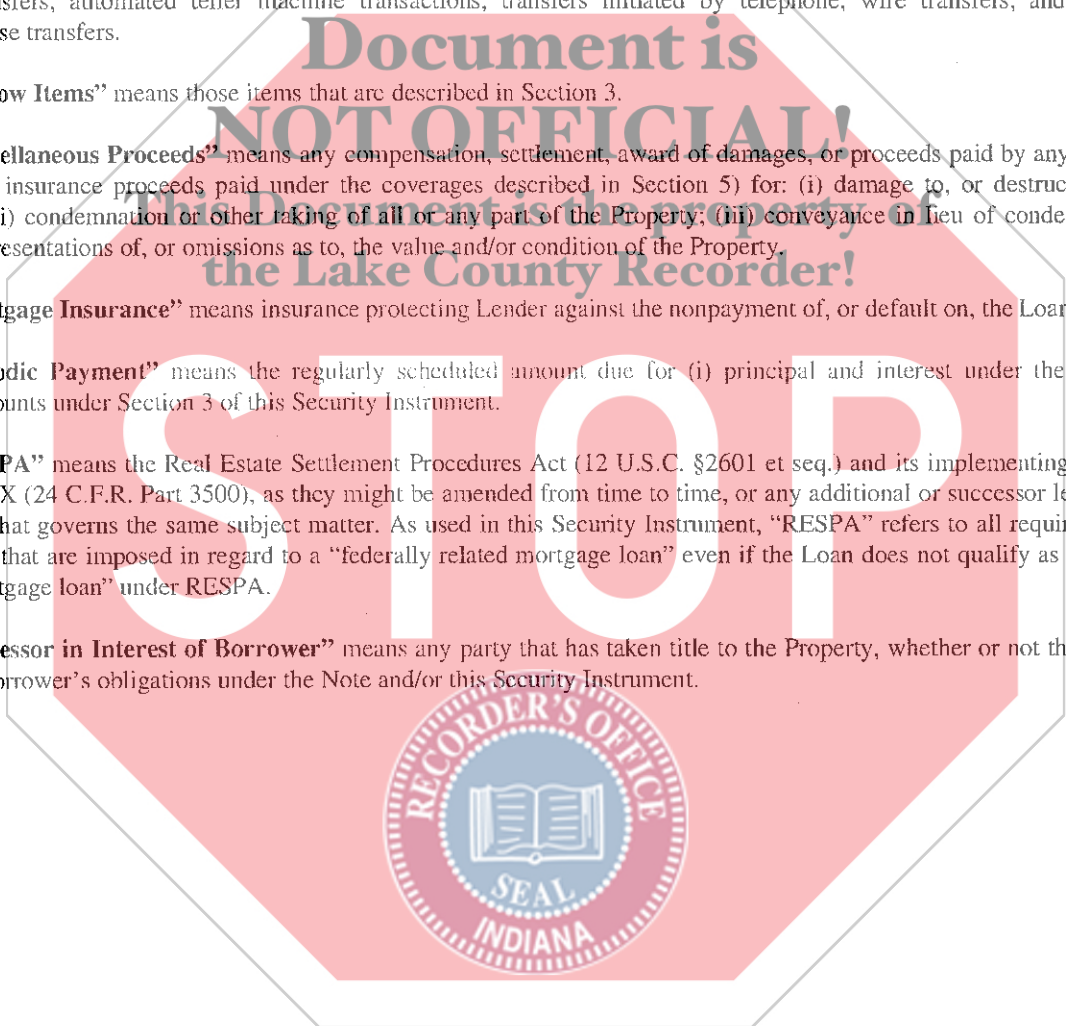 sfers, automated teller machine transactions, transfers initiated by telephone, wire transfers, and
se transfers.
Document is
ow Items” means those items that are described in Section 3.
NOT OFFICIAL!
ellaneous Proceeds” means any compensation, settlement, award of damages, or proceeds paid by any
insurance proceeds paid under the coverages described in Section 5) for: (i) damage to, or destruc
This Document is the property of
i) condemnation or other taking of all or any part of the Property; (iii) conveyance in lieu of conde
esentations of, or omissions as to, the value and/or condition of the Property.
the Lake County Recorder!
tgage Insurance” means insurance protecting Lender against the nonpayment of, or default on, the Loan
odic Payment” means the regularly scheduled amount due for (i) principal and interest under the
ounts under Section 3 of this Security Instrument.
STOP
PA” means the Real Estate Settlement Procedures Act (12 U.S.C. §2601 et seq.) and its implementing
X (24 C.F.R. Part 3500), as they might be amended from time to time, or any additional or successor le
hat governs the same subject matter. As used in this Security Instrument, “RESPA” refers to all requir
that are imposed in regard to a “federally related mortgage loan” even if the Loan does not qualify as
tgage loan” under RESPA.
essor in Interest of Borrower” means any party that has taken title to the Property, whether or not th
orrower’s obligations under the Note and/or this Security Instrument.
RECORDER’S OFFICE
SEAL
INDIANA